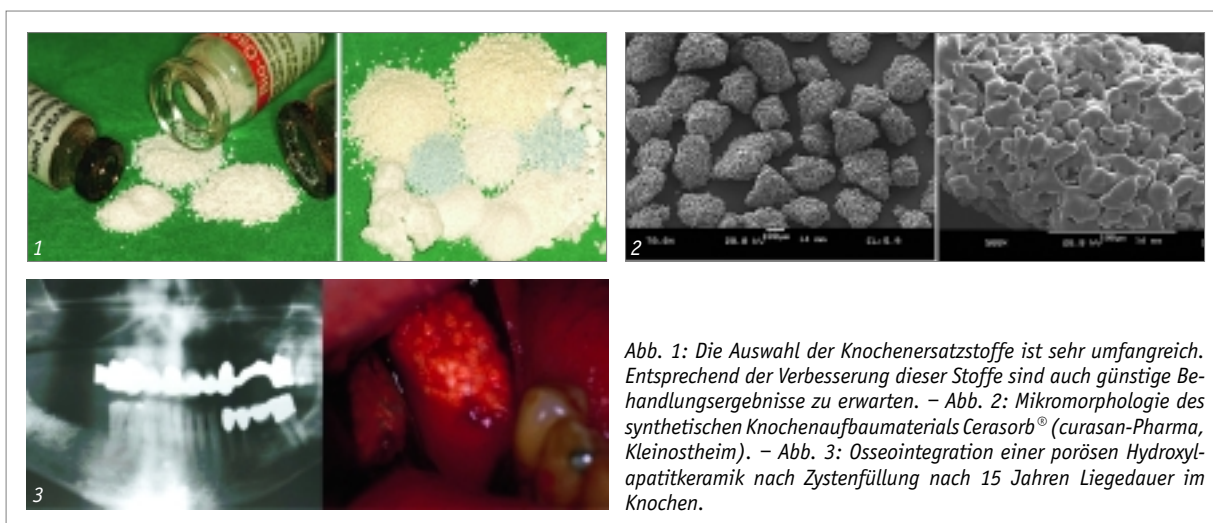 1
2
3
Abb. 1: Die Auswahl der Knochenersatzstoffe ist sehr umfangreich.
Entsprechend der Verbesserung dieser Stoffe sind auch günstige Be-
handlungsergebnisse zu erwarten. – Abb. 2: Mikromorphologie des
synthetischen Knochenaufbaumaterials Cerasorb® (curasan-Pharma,
Kleinostheim). – Abb. 3: Osseointegration einer porösen Hydroxyl-
apatitkeramik nach Zystenfüllung nach 15 Jahren Liegedauer im
Knochen.